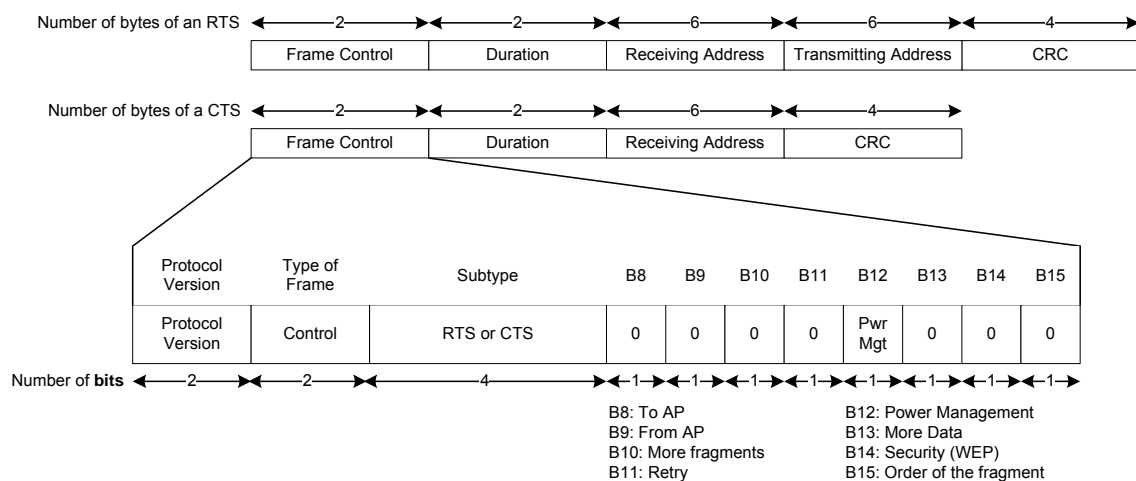 Number of bytes of an RTS 2 2 6 6 4
Frame Control Duration Receiving Address Transmitting Address CRC
Number of bytes of a CTS 2 2 6 4
Frame Control Duration Receiving Address CRC
Protocol Version Type of Frame Subtype B8 B9 B10 B11 B12 B13 B14 B15
Protocol Version Control RTS or CTS 0 0 0 0 Pwr Mgt 0 0 0
Number of bits 2 2 4 1 1 1 1 1 1 1 1
B8: To AP
B9: From AP
B10: More fragments
B11: Retry
B12: Power Management
B13: More Data
B14: Security (WEP)
B15: Order of the fragment